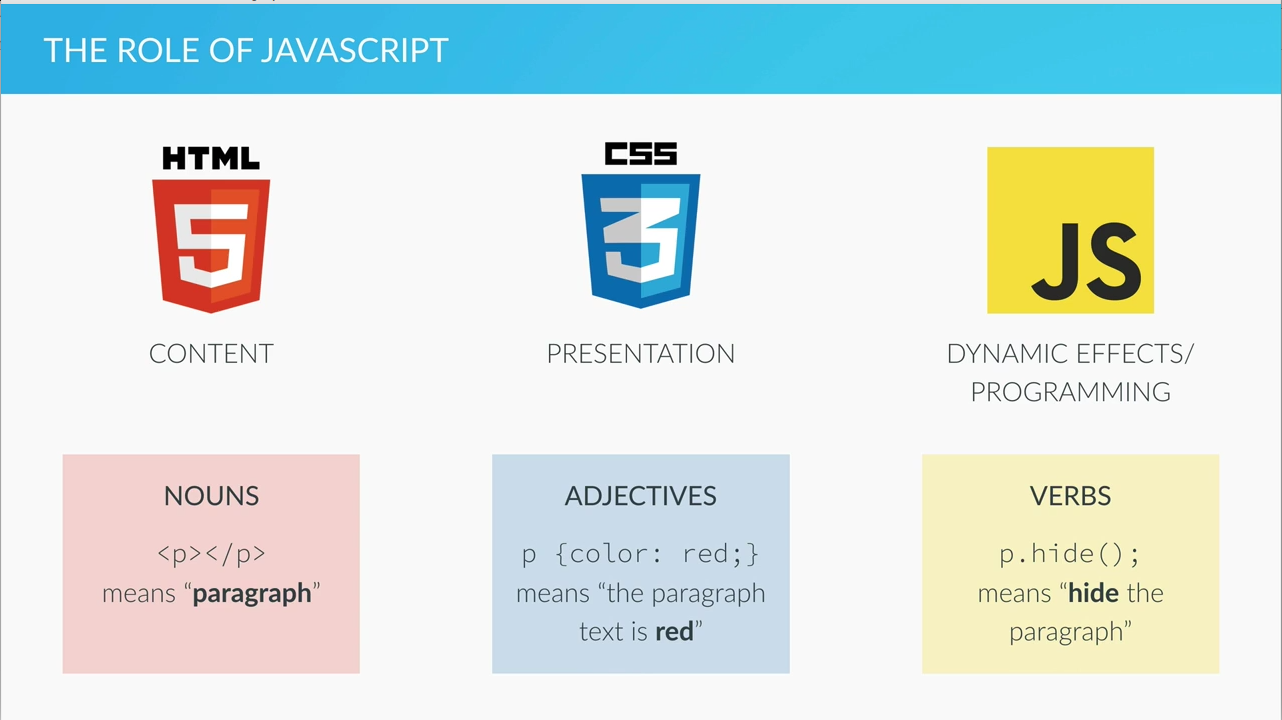 THE ROLE OF JAVASCRIPT
HTML
5
CONTENT
NOUNS
<p></p>
means “paragraph”
CSS
3
PRESENTATION
ADJECTIVES
p {color: red;}
means “the paragraph
text is red”
JS
DYNAMIC EFFECTS/
PROGRAMMING
VERBS
p.hide();
means “hide the
paragraph”